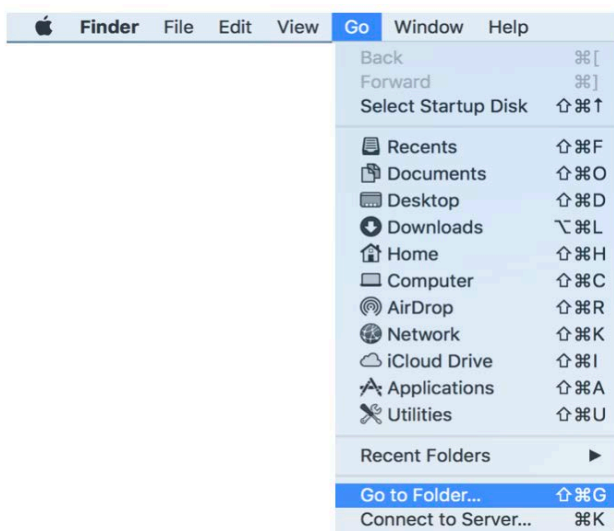 Finder File Edit View Go Window Help
Back ⌘[
Forward ⌘]
Select Startup Disk ⇧⌘↑
Recents ⇧⌘F
Documents ⇧⌘O
Desktop ⇧⌘D
Downloads ⌥⌘L
Home ⇧⌘H
Computer ⇧⌘C
AirDrop ⇧⌘R
Network ⇧⌘K
iCloud Drive ⇧⌘I
Applications ⇧⌘A
Utilities ⇧⌘U
Recent Folders ▶
Go to Folder... ⇧⌘G
Connect to Server... ⌘K